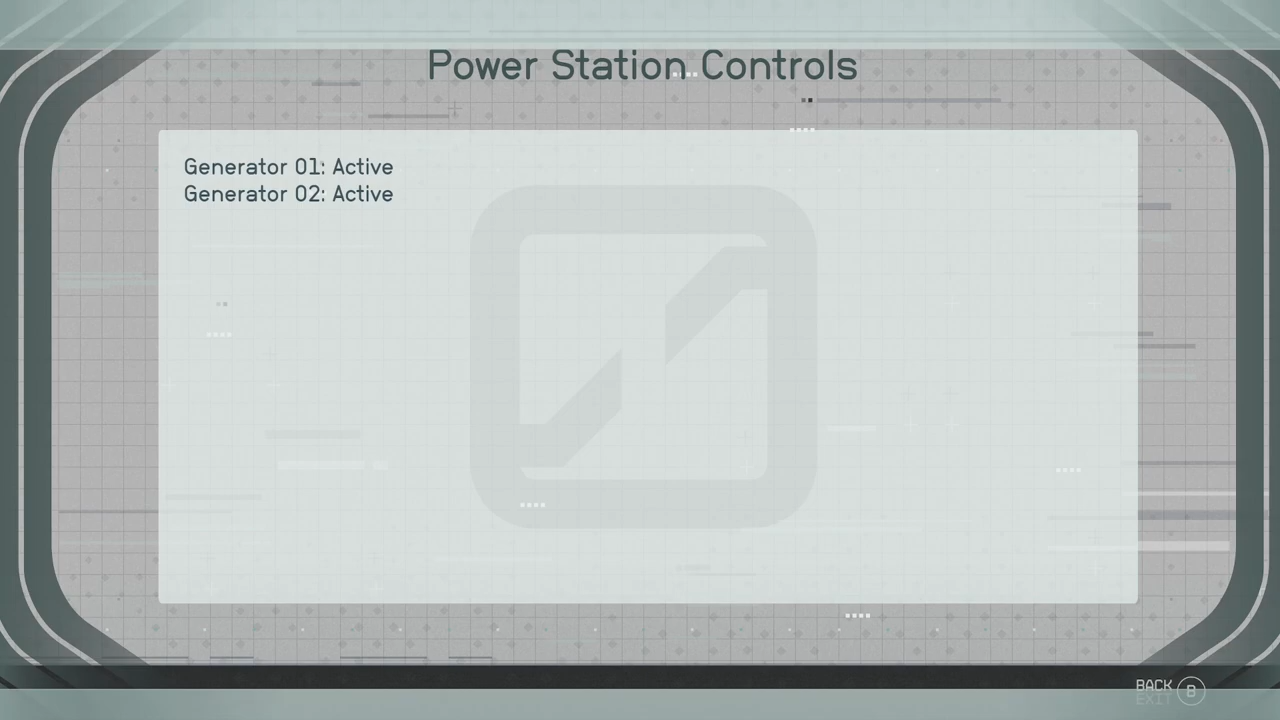 Power Station Controls
Generator 01: Active
Generator 02: Active
BACK B
EXIT